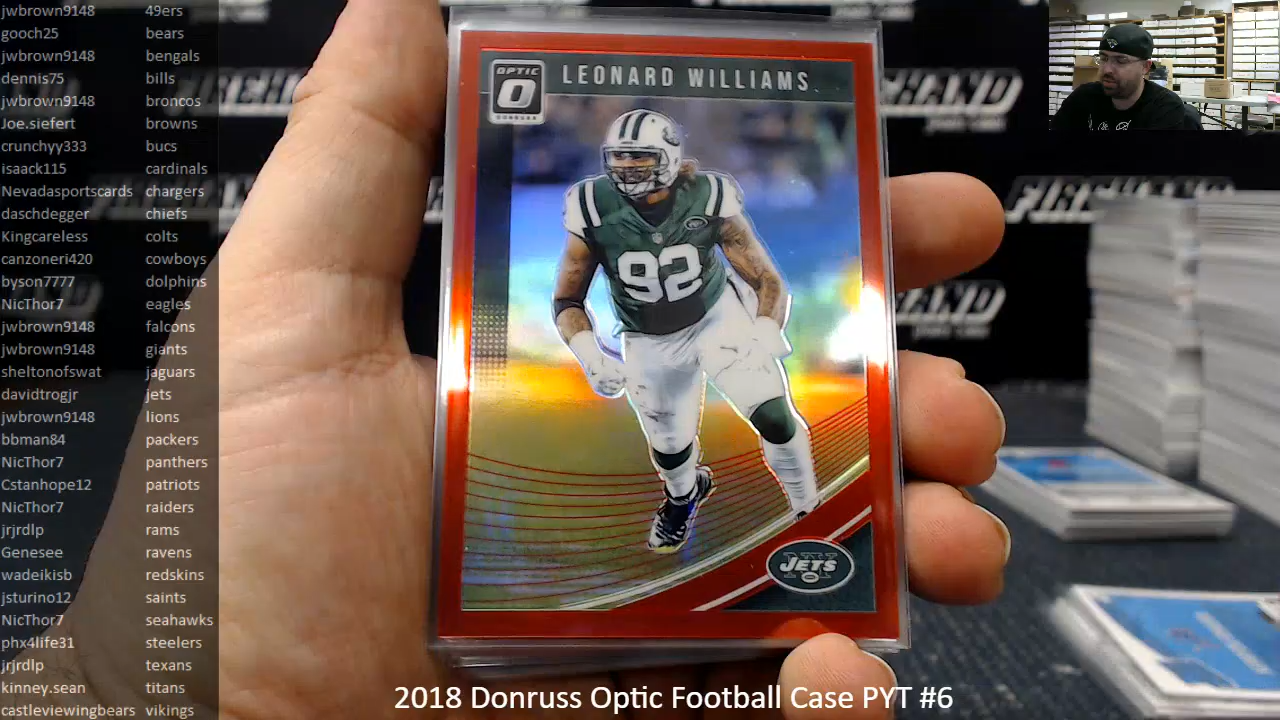 jwbrown9148 49ers
gooch25 bears
jwbrown9148 bengals
dennis75 bills
jwbrown9148 broncos
Joe.siefert browns
crunchyy333 bucs
isaack115 cardinals
Nevadasportscards chargers
daschdegger chiefs
Kingcareless colts
canzoneri420 cowboys
byson7777 dolphins
NicThor7 eagles
jwbrown9148 falcons
jwbrown9148 giants
sheltonofswat jaguars
davidtrogjr jets
jwbrown9148 lions
bbman84 packers
NicThor7 panthers
Cstanhope12 patriots
NicThor7 raiders
jrjrdlp rams
Genesee ravens
wadeikisb redskins
jsturino12 saints
NicThor7 seahawks
phx4life31 steelers
jrjrdlp texans
kinney.sean titans
castleviewingbears vikings
OPTIC
O
DONRUSS
LEONARD WILLIAMS
92
NY
JETS
FIREHAND
2018 Donruss Optic Football Case PYT #6